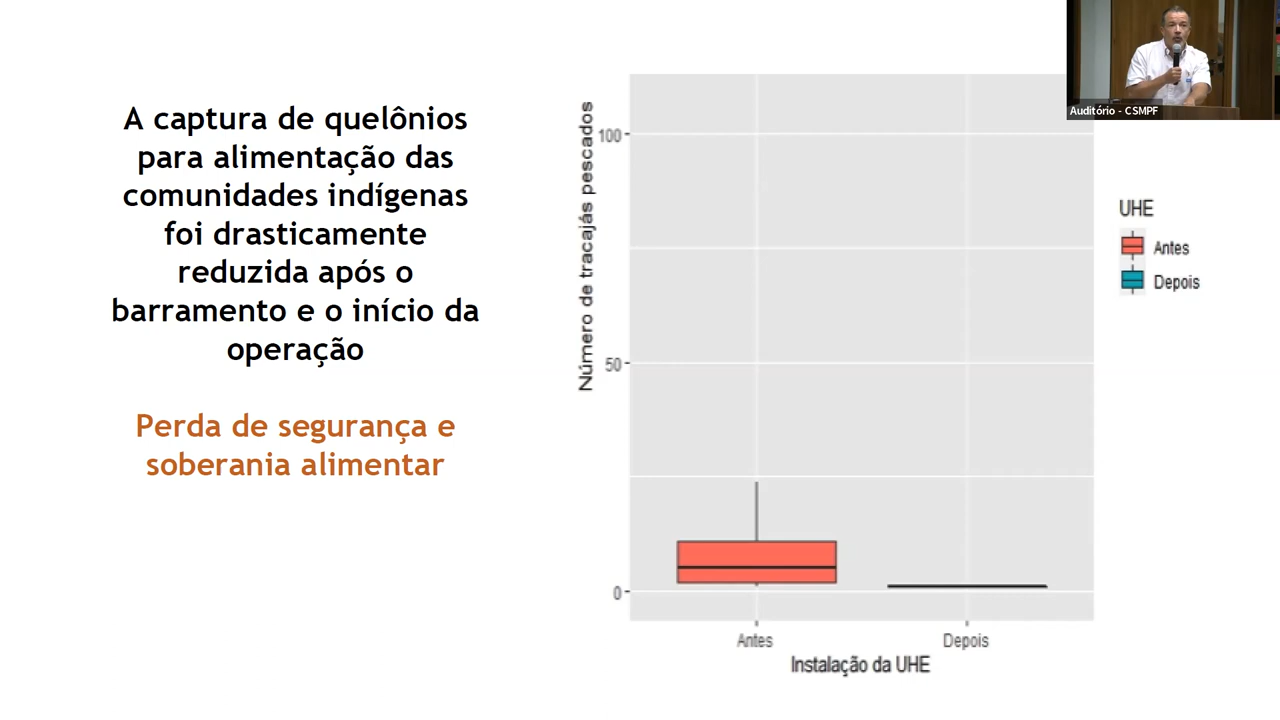 A captura de quelônios
para alimentação das
comunidades indígenas
foi drasticamente
reduzida após o
barramento e o início da
operação
Perda de segurança e
soberania alimentar
Número de tracajás pescados
100
50
0
Antes
Depois
Instalação da UHE
UHE
Antes
Depois
Auditório - CSMPF